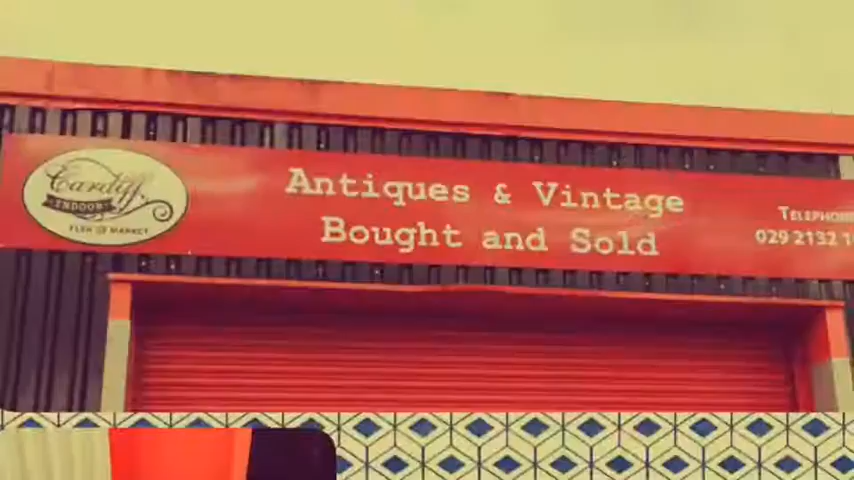 Cardiff
INDOOR
FLEA MARKET
Antiques & Vintage
Bought and Sold
TELEPHONE
029 2132